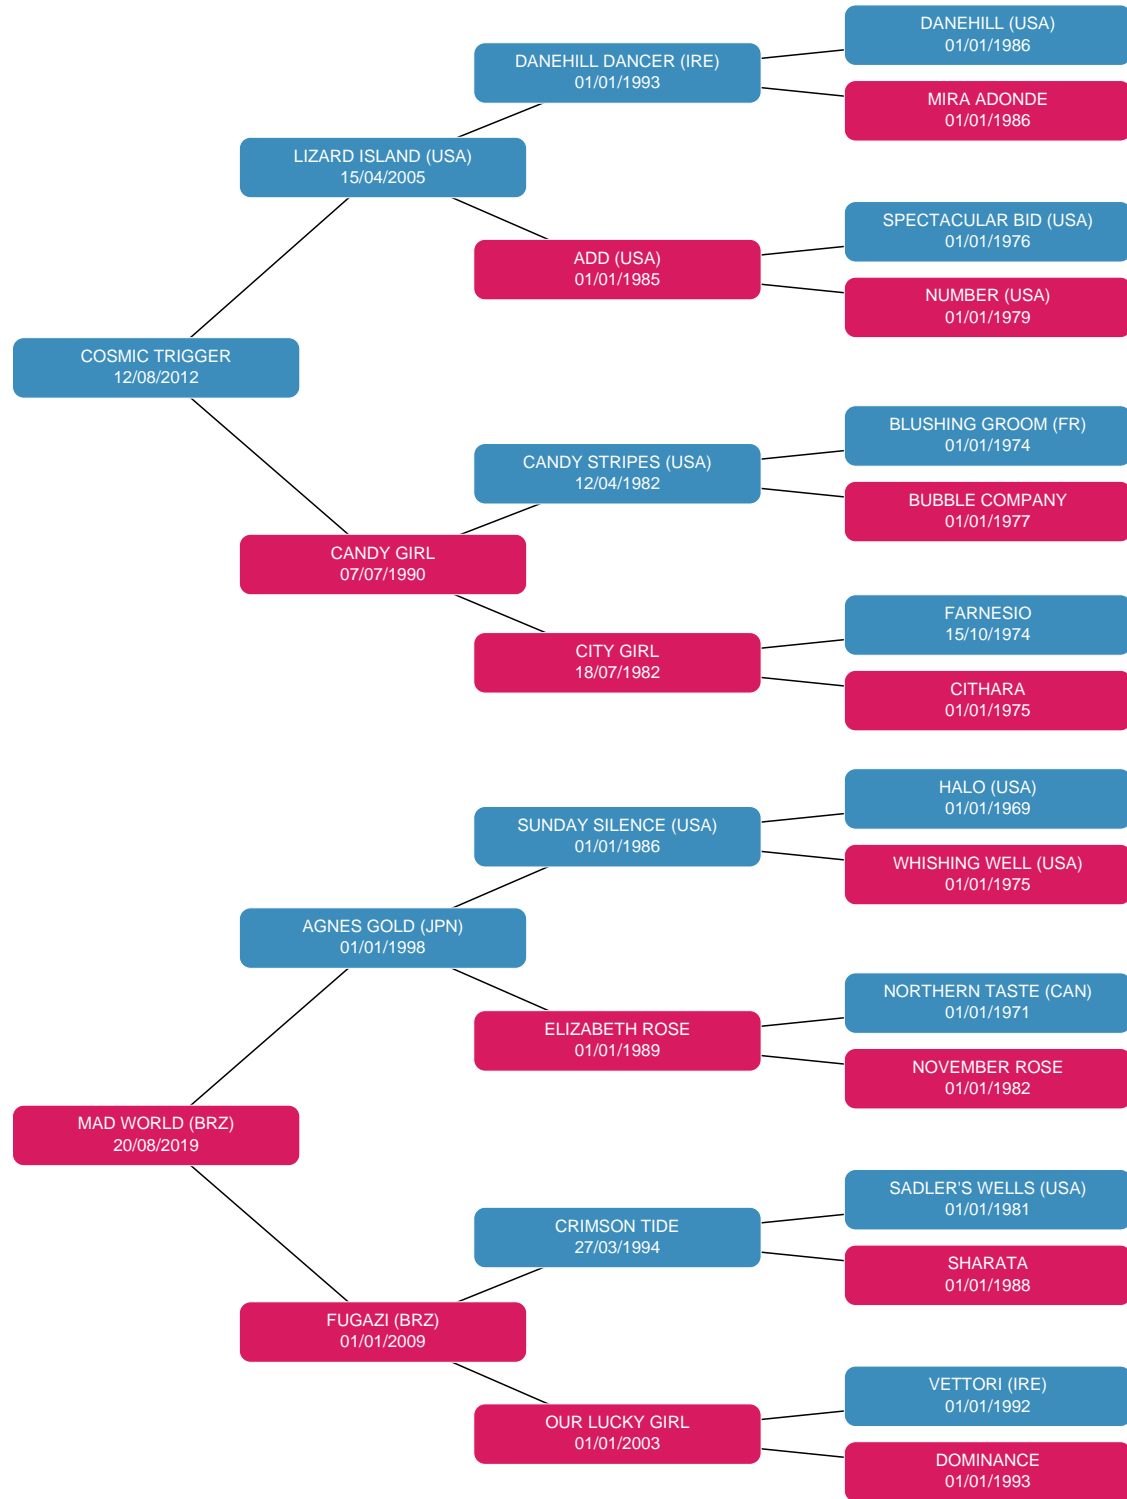 DANEHILL (USA)
01/01/1986
DANEHILL DANCER (IRE)
01/01/1993
MIRA ADONDE
01/01/1986
LIZARD ISLAND (USA)
15/04/2005
SPECTACULAR BID (USA)
01/01/1976
ADD (USA)
01/01/1985
NUMBER (USA)
01/01/1979
COSMIC TRIGGER
12/08/2012
BLUSHING GROOM (FR)
01/01/1974
CANDY STRIPES (USA)
12/04/1982
BUBBLE COMPANY
01/01/1977
CANDY GIRL
07/07/1990
FARNESIO
15/10/1974
CITY GIRL
18/07/1982
CITHARA
01/01/1975
HALO (USA)
01/01/1969
SUNDAY SILENCE (USA)
01/01/1986
WHISHING WELL (USA)
01/01/1975
AGNES GOLD (JPN)
01/01/1998
NORTHERN TASTE (CAN)
01/01/1971
ELIZABETH ROSE
01/01/1989
NOVEMBER ROSE
01/01/1982
MAD WORLD (BRZ)
20/08/2019
SADLER'S WELLS (USA)
01/01/1981
CRIMSON TIDE
27/03/1994
SHARATA
01/01/1988
FUGAZI (BRZ)
01/01/2009
VETTORI (IRE)
01/01/1992
OUR LUCKY GIRL
01/01/2003
DOMINANCE
01/01/1993